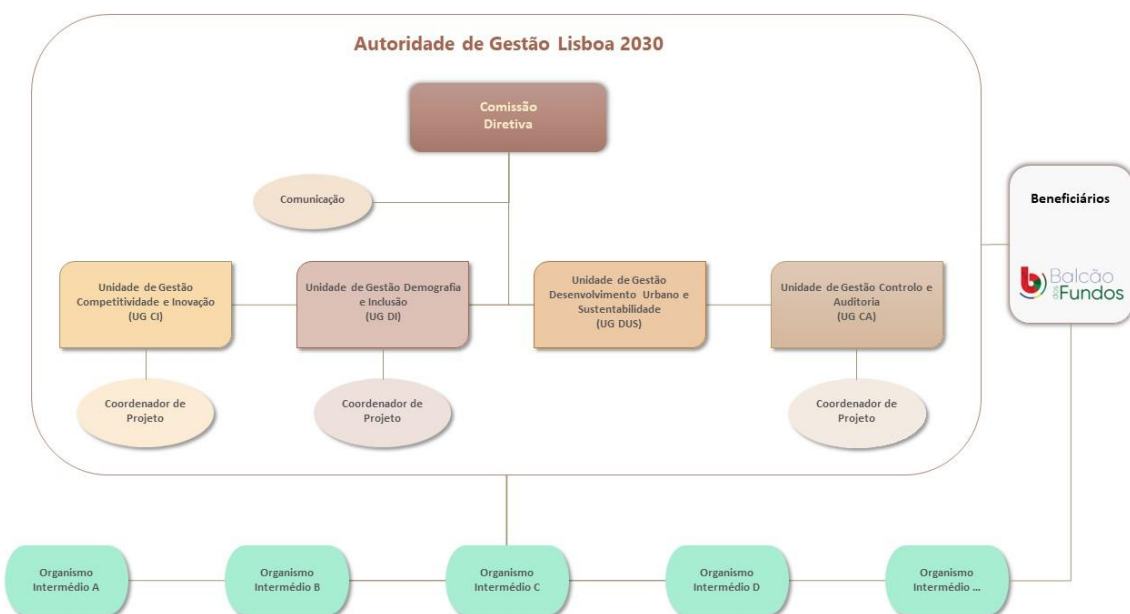 Autoridade de Gestão Lisboa 2030
Comissão
Diretiva
Comunicação
Beneficiários
b Balcão
dos Fundos
Unidade de Gestão
Competitividade e Inovação
(UG CI)
Unidade de Gestão Demografia
e Inclusão
(UG DI)
Unidade de Gestão
Desenvolvimento Urbano e
Sustentabilidade
(UG DUS)
Unidade de Gestão Controlo e
Auditoria
(UG CA)
Coordenador de
Projeto
Coordenador de
Projeto
Coordenador de
Projeto
Organismo
Intermédio A
Organismo
Intermédio B
Organismo
Intermédio C
Organismo
Intermédio D
Organismo
Intermédio ...